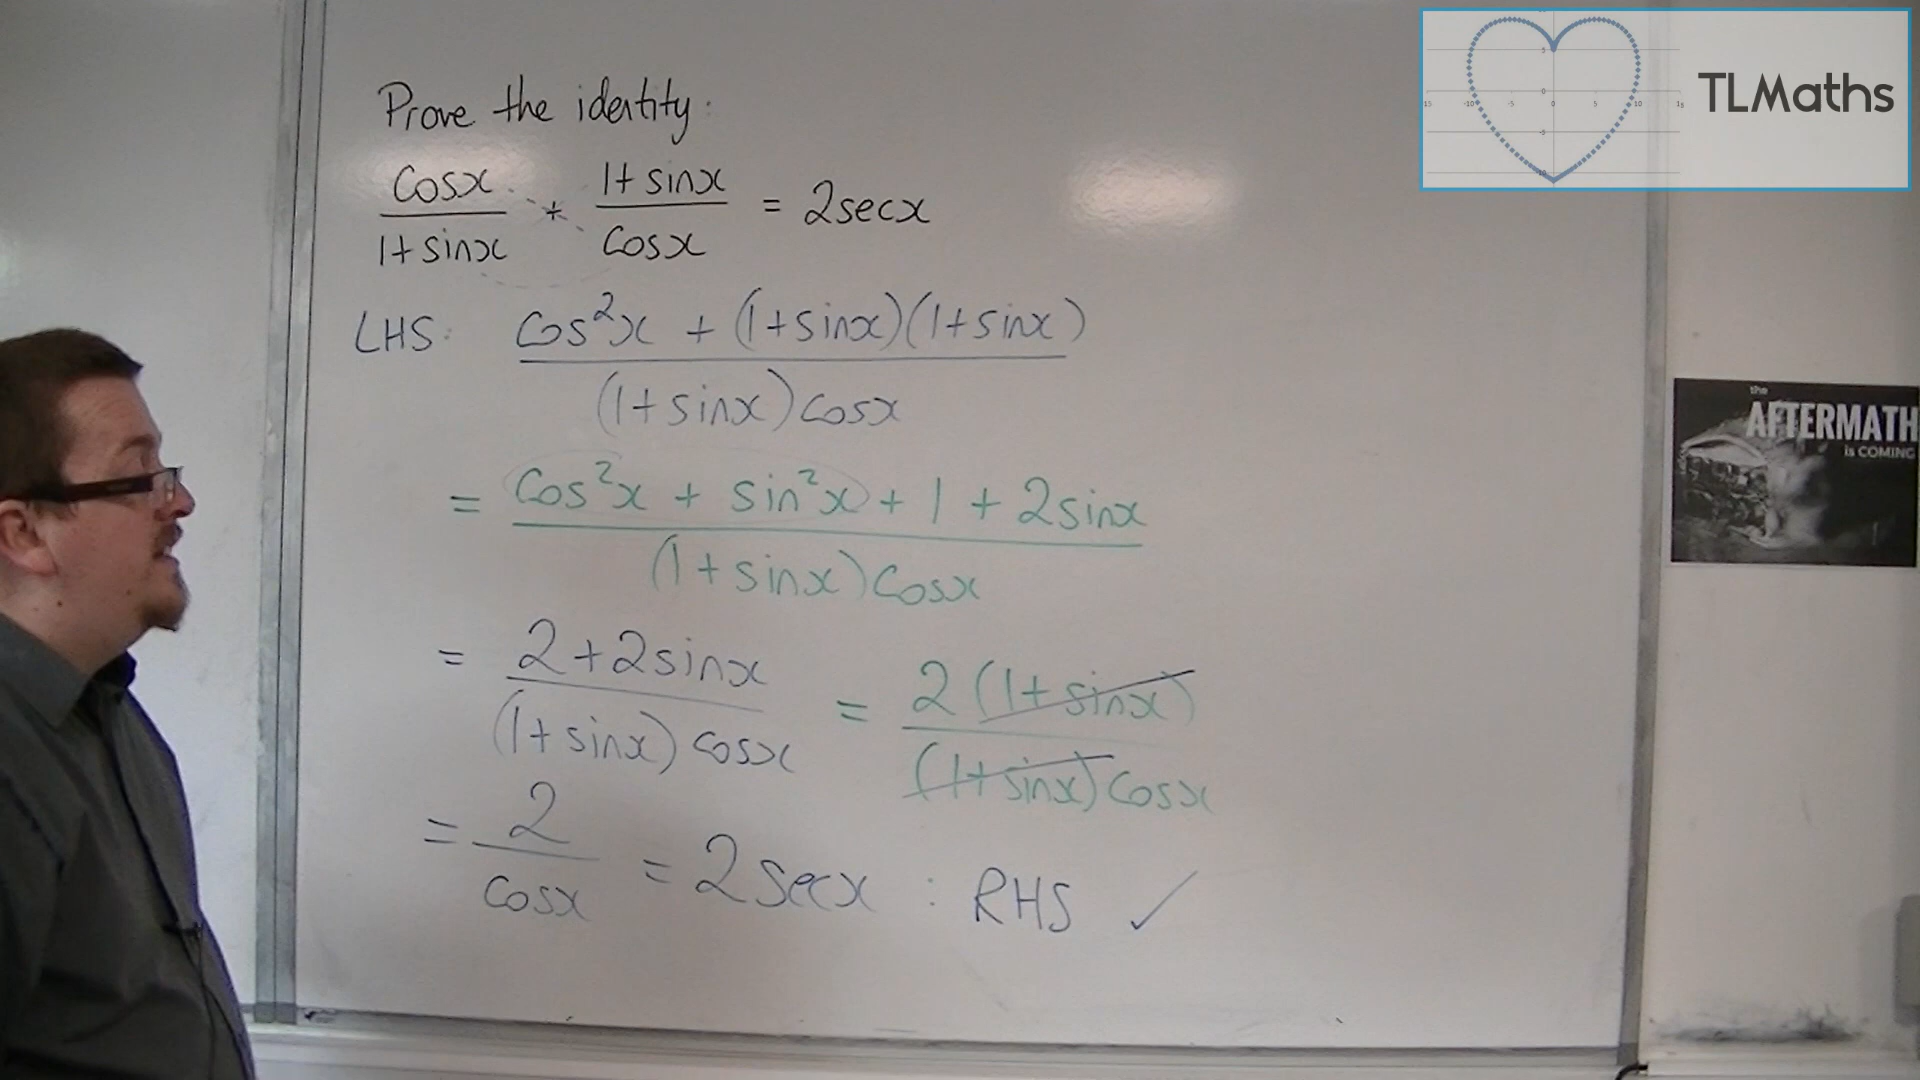 Prove the identity:
cosx/(1+sinx) + (1+sinx)/cosx = 2secx
LHS: (cos²x + (1+sinx)(1+sinx))/((1+sinx)cosx)
= (cos²x + sin²x + 1 + 2sinx)/((1+sinx)cosx)
= (2+2sinx)/((1+sinx)cosx) = 2(1+sinx)/((1+sinx)cosx)
= 2/cosx = 2secx : RHS ✓
TLMaths
the
AFTERMATH
is COMING